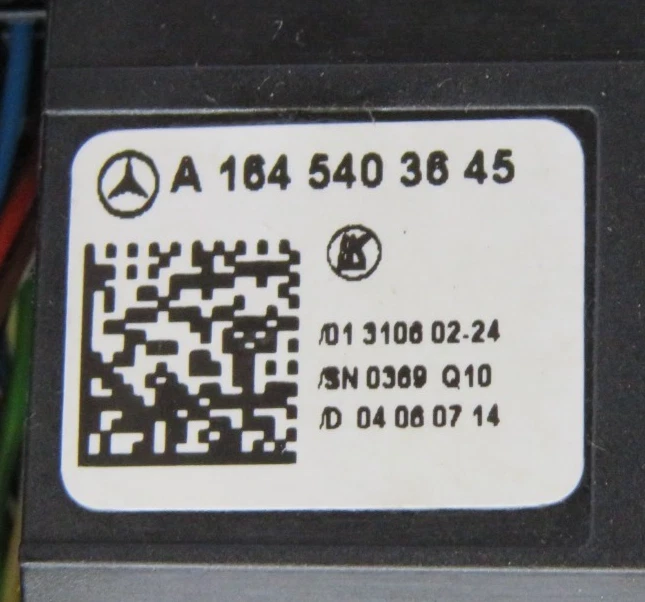 A 164 540 36 45
/01 3106 02-24
/SN 0369 Q10
/D 04 06 07 14